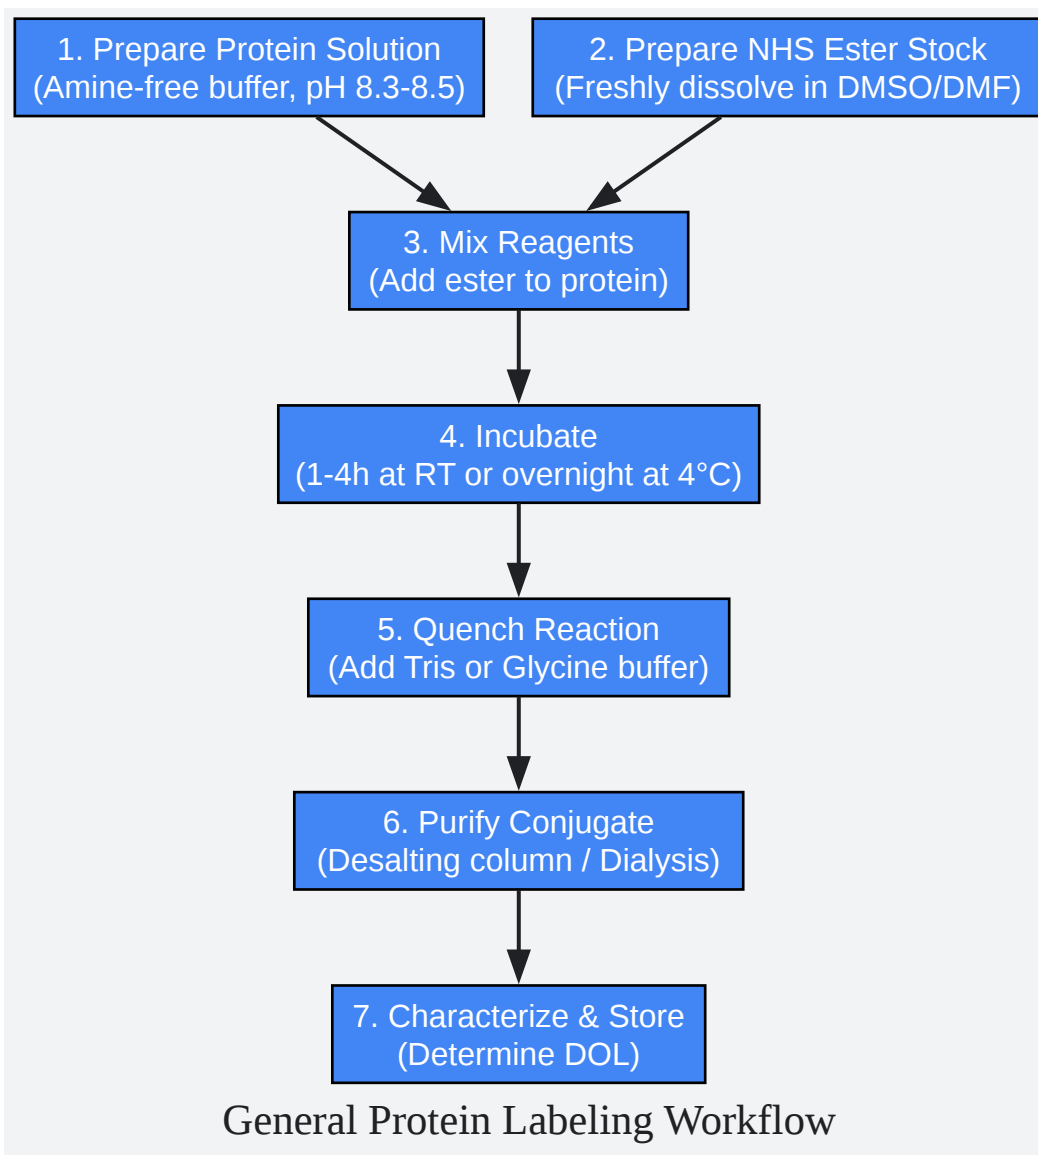 1. Prepare Protein Solution
(Amine-free buffer, pH 8.3-8.5)
2. Prepare NHS Ester Stock
(Freshly dissolve in DMSO/DMF)
3. Mix Reagents
(Add ester to protein)
4. Incubate
(1-4h at RT or overnight at 4°C)
5. Quench Reaction
(Add Tris or Glycine buffer)
6. Purify Conjugate
(Desalting column / Dialysis)
7. Characterize & Store
(Determine DOL)
General Protein Labeling Workflow